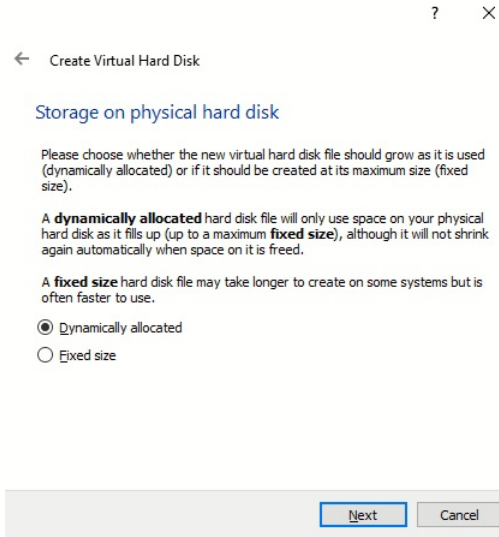 ?
Create Virtual Hard Disk
Storage on physical hard disk
Please choose whether the new virtual hard disk file should grow as it is used
(dynamically allocated) or if it should be created at its maximum size (fixed
size).
A dynamically allocated hard disk file will only use space on your physical
hard disk as it fills up (up to a maximum fixed size), although it will not shrink
again automatically when space on it is freed.
A fixed size hard disk file may take longer to create on some systems but is
often faster to use.
Dynamically allocated
Fixed size
Next Cancel